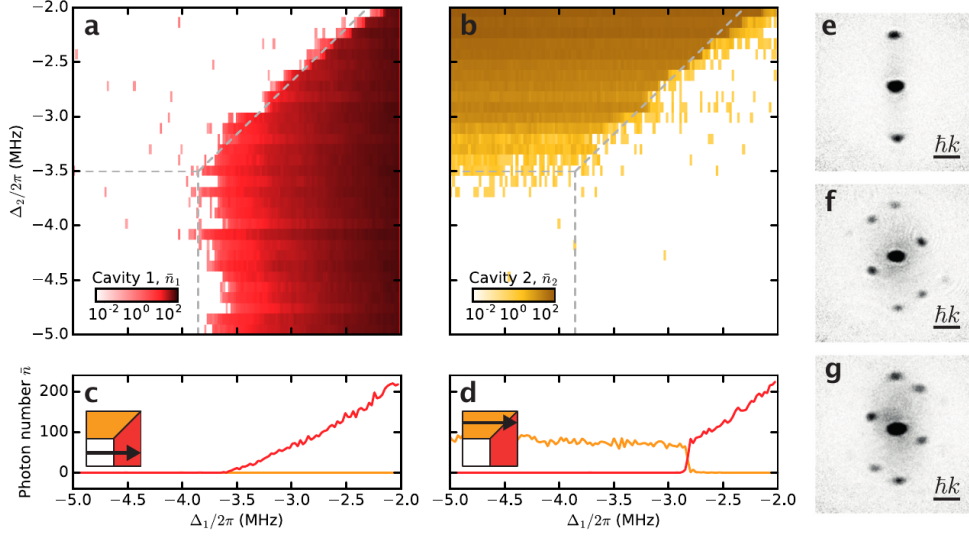 a
−2.0
−2.5
−3.0
−3.5
−4.0
−4.5
−5.0
Δ₂/2π (MHz)
Cavity 1, n̄₁
10⁻² 10⁰ 10²
b
Cavity 2, n̄₂
10⁻² 10⁰ 10²
c
Photon number n̄
200
100
0
−5.0 −4.5 −4.0 −3.5 −3.0 −2.5 −2.0
Δ₁/2π (MHz)
d
−5.0 −4.5 −4.0 −3.5 −3.0 −2.5 −2.0
Δ₁/2π (MHz)
e
ħk
f
ħk
g
ħk